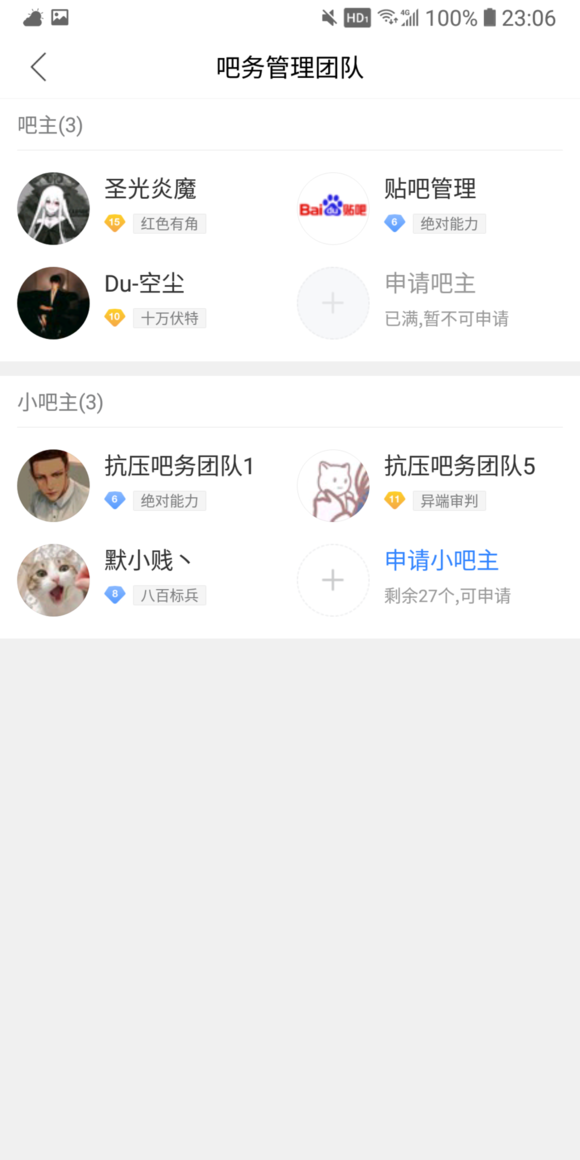 HD1 4G 100% 23:06
吧务管理团队
吧主(3)
圣光炎魔
15 红色有角
Bai du 贴吧
贴吧管理
6 绝对能力
Du-空尘
10 十万伏特
申请吧主
已满,暂不可申请
小吧主(3)
抗压吧务团队1
6 绝对能力
抗压吧务团队5
11 异端审判
默小贱丶
8 八百标兵
申请小吧主
剩余27个,可申请